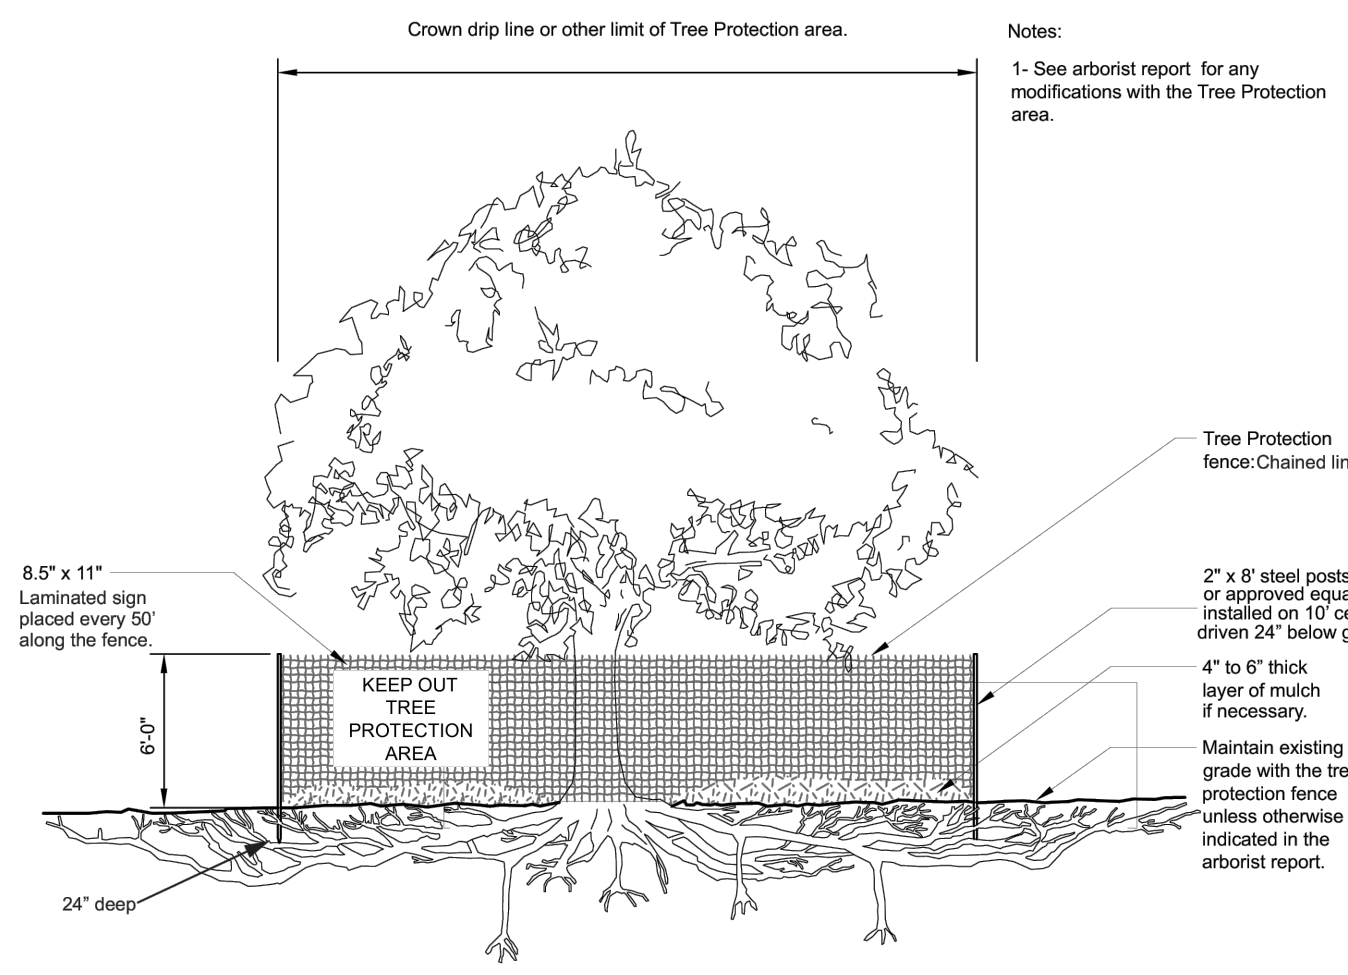 Crown drip line or other limit of Tree Protection area.
Notes:
1- See arborist report for any
modifications with the Tree Protection
area.
Tree Protection
fence:Chained
8.5" x 11"
Laminated sign
placed every 50’
along the fence.
2" x 8' steel posts
or approved
installed on 10’
driven 24” below
4" to 6” thick
layer of mulch
if necessary.
KEEP OUT
TREE
PROTECTION
AREA
6'-0"
Maintain existing
grade with the
protection fence
unless otherwise
indicated in the
arborist report.
24” deep